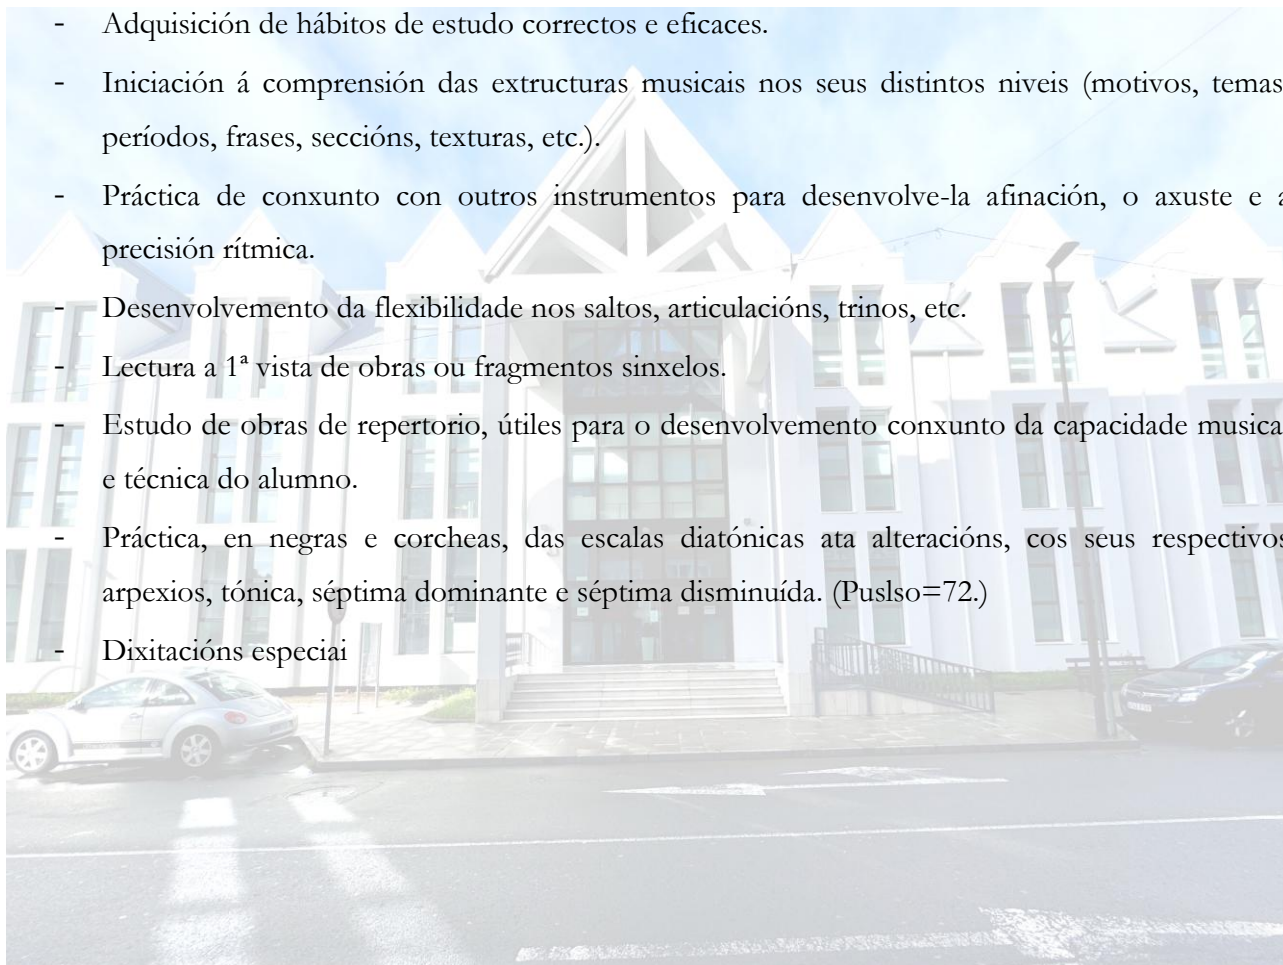 - Adquisición de hábitos de estudo correctos e eficaces.
- Iniciación á comprensión das extructuras musicais nos seus distintos niveis (motivos, temas
períodos, frases, seccións, texturas, etc.).
- Práctica de conxunto con outros instrumentos para desenvolve-la afinación, o axuste e a
precisión rítmica.
- Desenvolvemento da flexibilidade nos saltos, articulacións, trinos, etc.
- Lectura a 1ª vista de obras ou fragmentos sinxelos.
- Estudo de obras de repertorio, útiles para o desenvolvemento conxunto da capacidade musica
e técnica do alumno.
- Práctica, en negras e corcheas, das escalas diatónicas ata alteracións, cos seus respectivos
arpexios, tónica, séptima dominante e séptima disminuída. (Puslso=72.)
- Dixitacións especiai